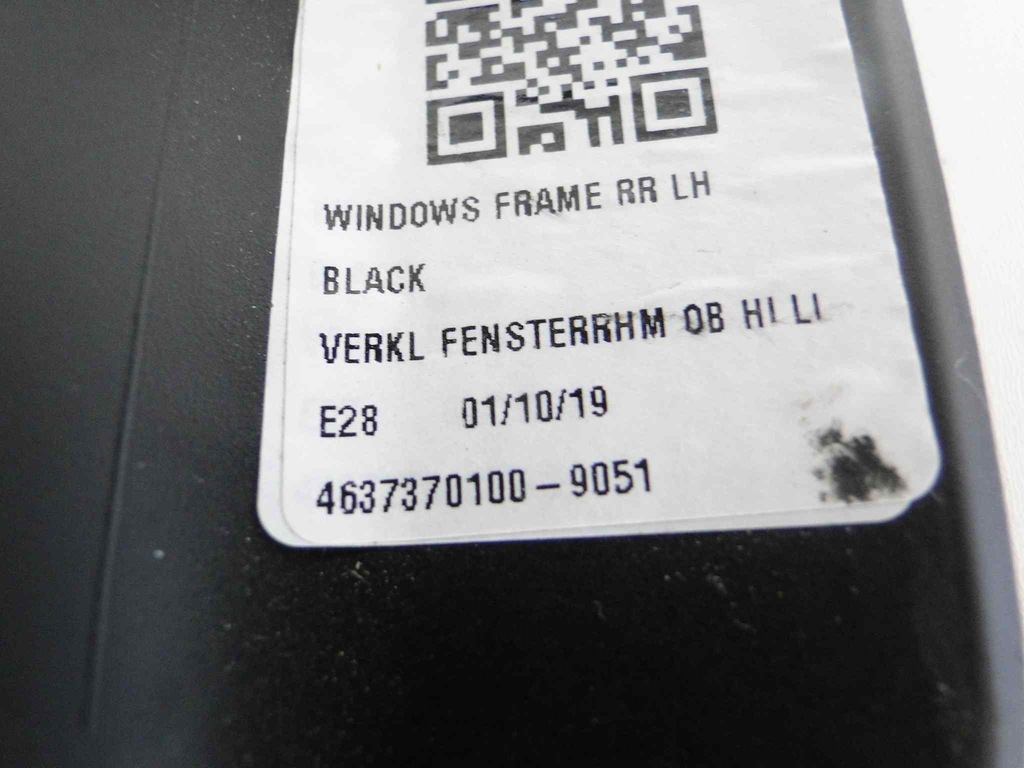 WINDOWS FRAME RR LH
BLACK
VERKL FENSTERRHM OB HI LI
E28 01/10/19
4637370100-9051